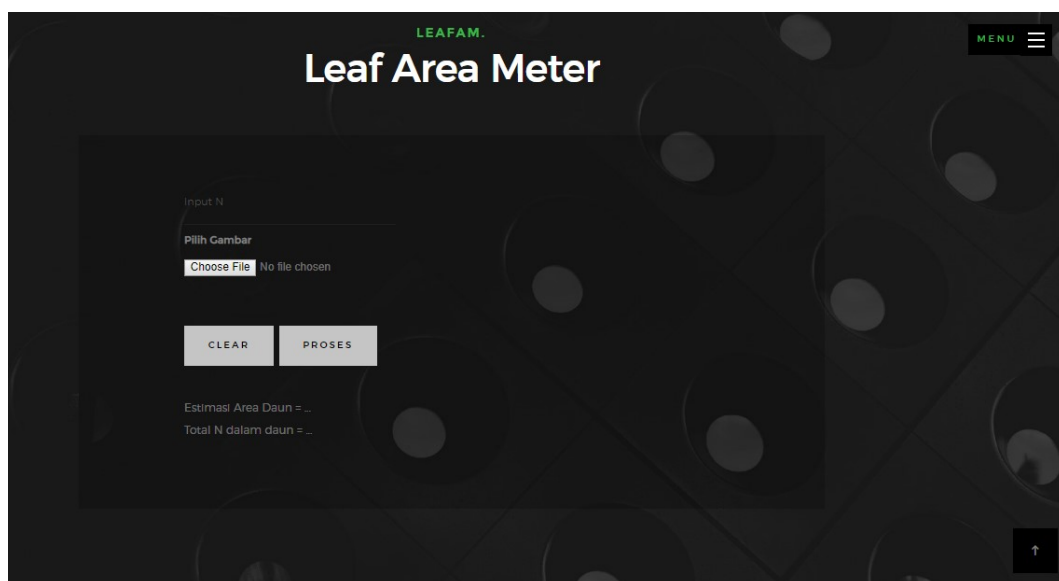 LEAFAM.
MENU
Leaf Area Meter
Input N
Pilih Gambar
Choose File No file chosen
CLEAR PROSES
Estimasi Area Daun = ...
Total N dalam daun = ...